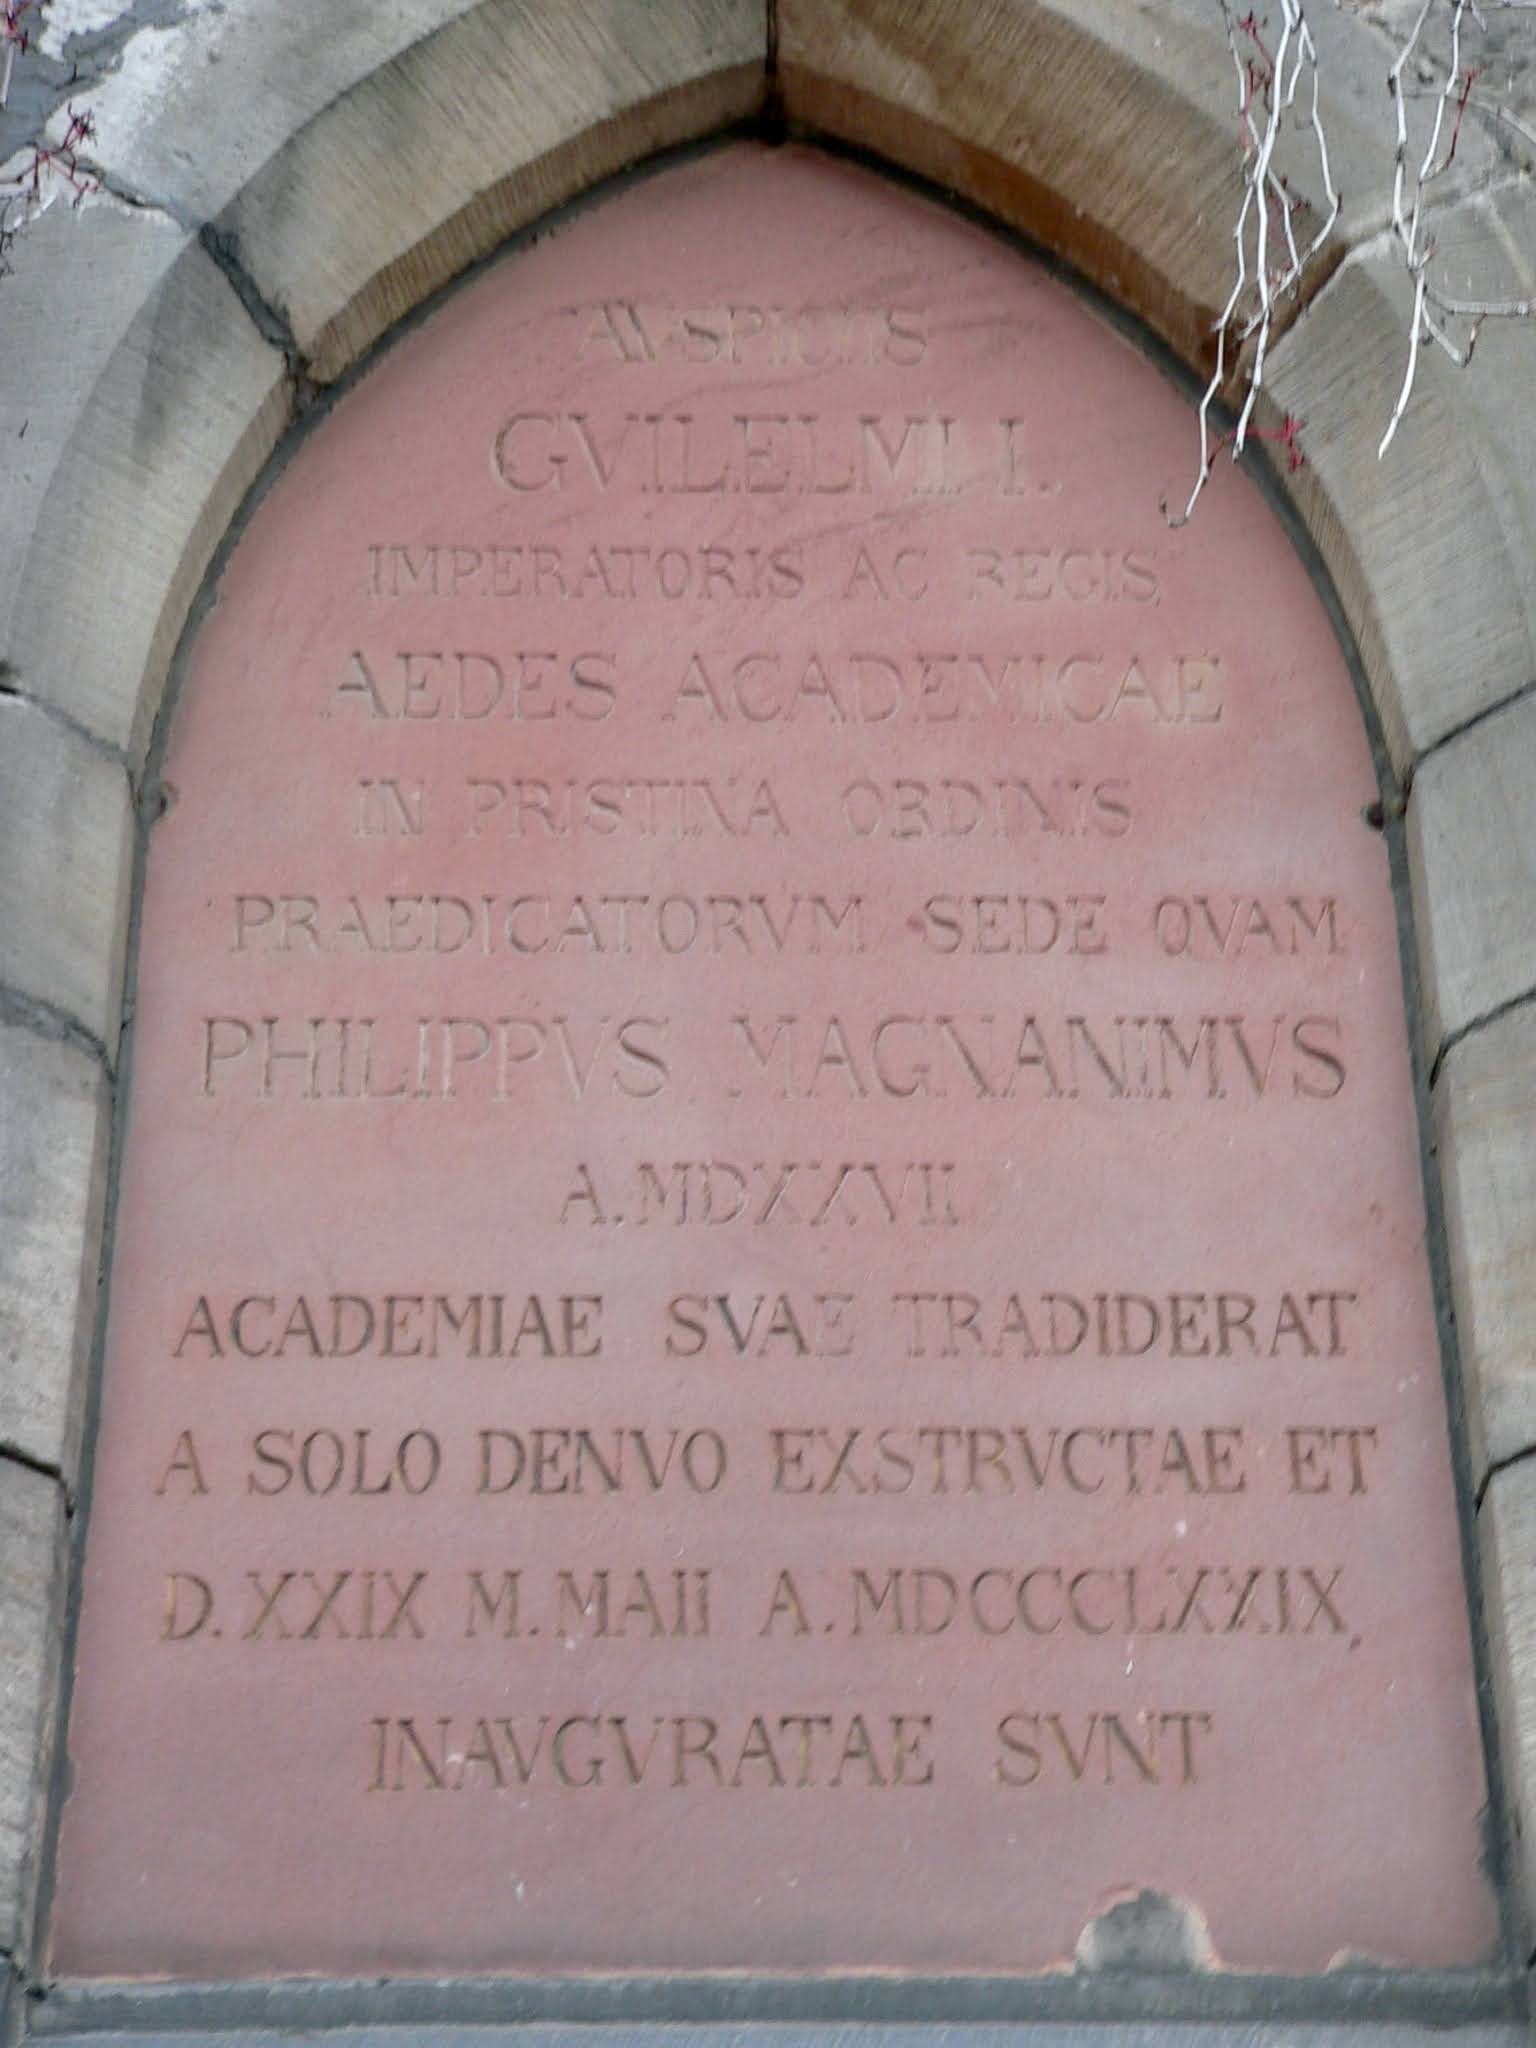 AVSPICIIS
GVILELMI I.
IMPERATORIS AC REGIS
AEDES ACADEMICAE
IN PRISTINA ORDINIS
PRAEDICATORVM SEDE QVAM
PHILIPPVS MAGNANIMVS
A. MDXXVII
ACADEMIAE SVAE TRADIDERAT
A SOLO DENVO EXSTRVCTAE ET
D. XXIX M. MAII A. MDCCCLXXIX,
INAVGVRATAE SVNT